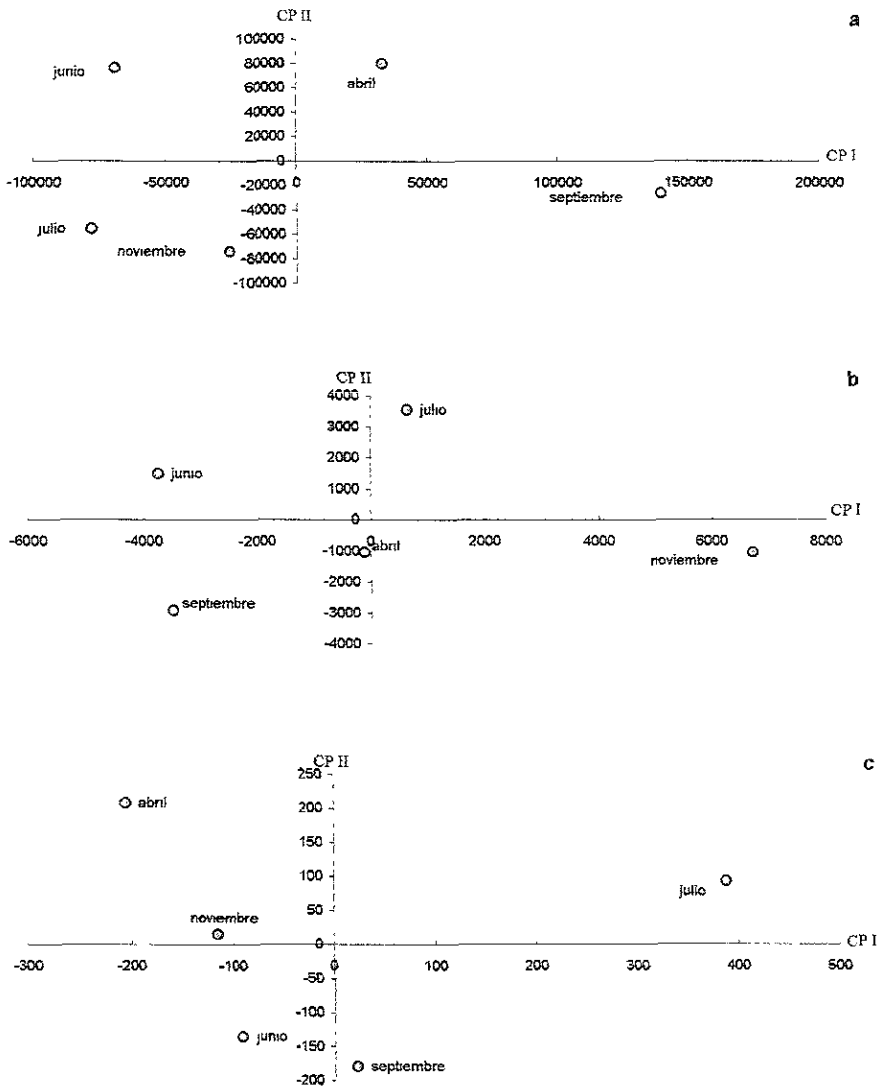 CP II
a
100000
80000
60000
40000
20000
0
-20000
-40000
-60000
-80000
-100000
junio
abril
CP I
-100000 -50000 0 50000 100000 150000 200000
septiembre
julio
noviembre
CP II
b
4000
3000
2000
1000
0
-1000
-2000
-3000
-4000
julio
junio
CP I
-6000 -4000 -2000 0 2000 4000 6000 8000
abril
noviembre
septiembre
CP II
c
250
200
150
100
50
0
-50
-100
-150
-200
abril
julio
noviembre
CP I
-300 -200 -100 0 100 200 300 400 500
junio
septiembre